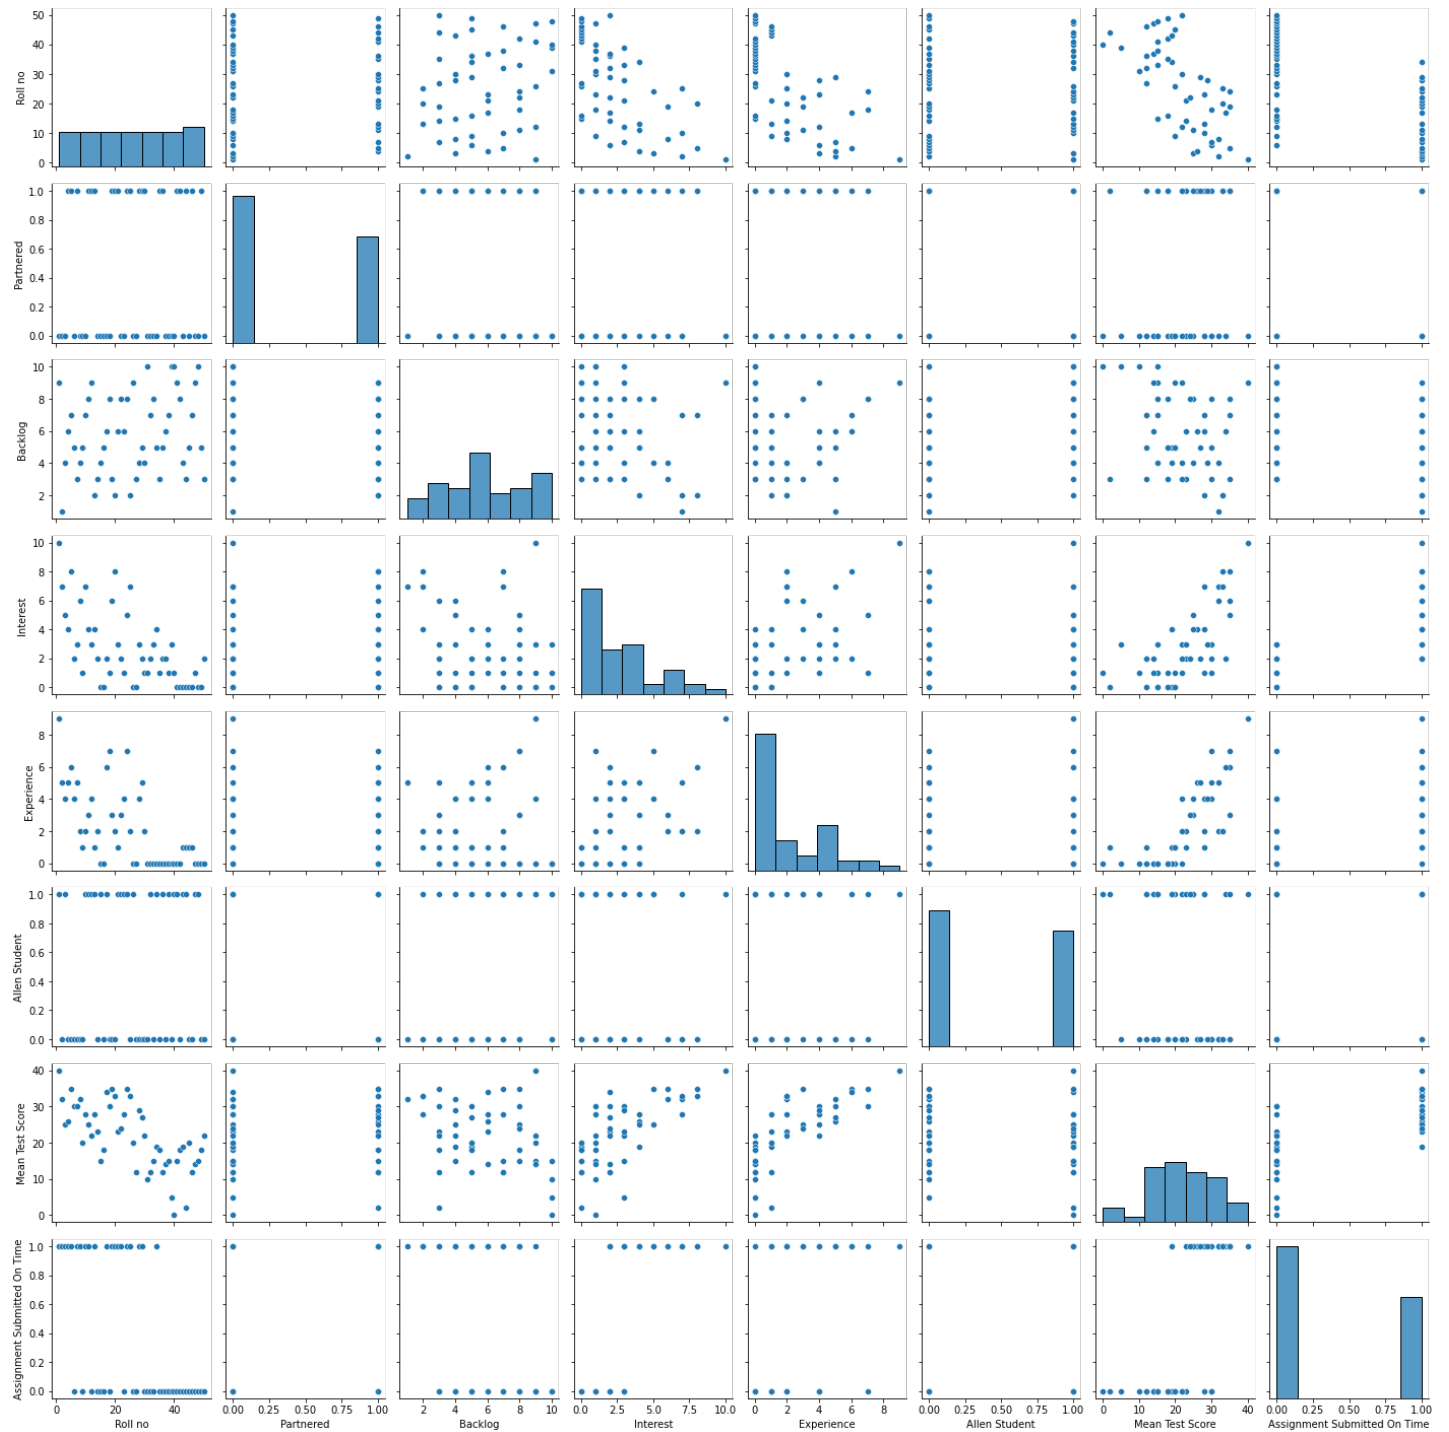 50
40
30
20
10
0
Roll no
1.0
0.8
0.6
0.4
0.2
0.0
Partnered
10
8
6
4
2
Backlog
10
8
6
4
2
0
Interest
8
6
4
2
0
Experience
1.0
0.8
0.6
0.4
0.2
0.0
Allen Student
40
30
20
10
0
Mean Test Score
1.0
0.8
0.6
0.4
0.2
0.0
Assignment Submitted On Time
0 20 40
Roll no
0.00 0.25 0.50 0.75 1.00
Partnered
2 4 6 8 10
Backlog
0.0 2.5 5.0 7.5 10.0
Interest
0 2 4 6 8
Experience
0.00 0.25 0.50 0.75 1.00
Allen Student
0 10 20 30 40
Mean Test Score
0.00 0.25 0.50 0.75 1.00
Assignment Submitted On Time